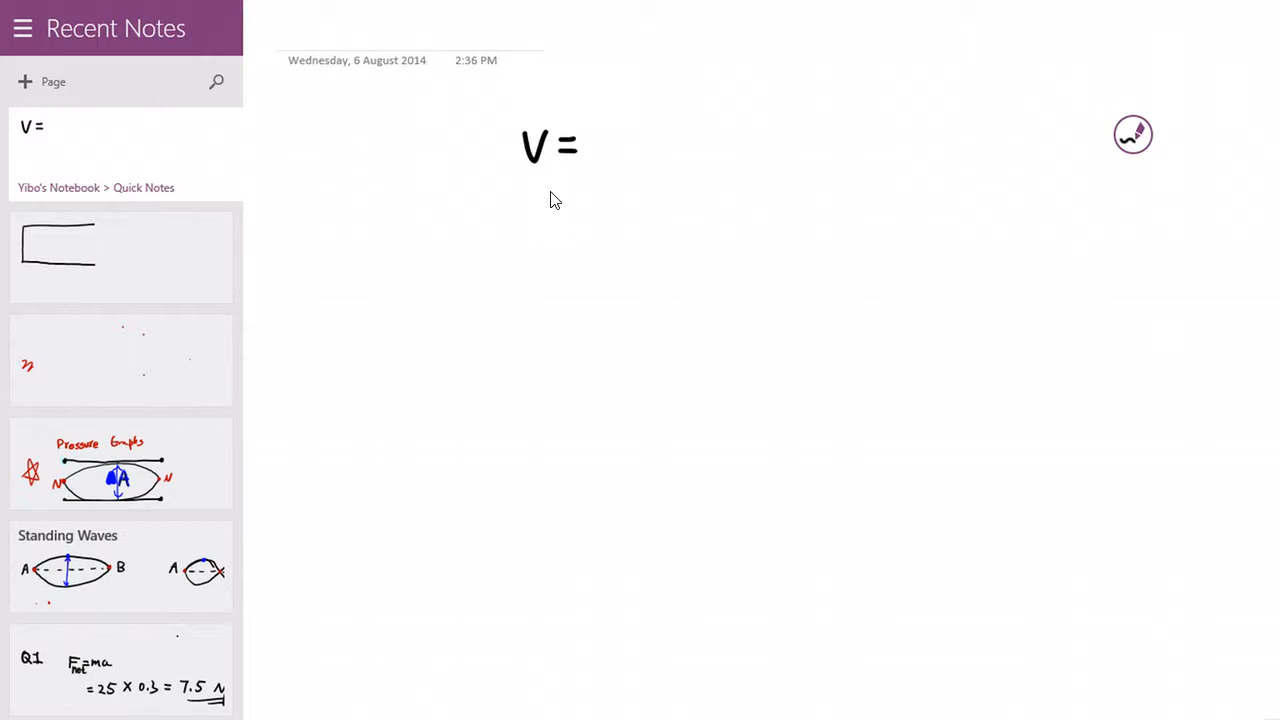 Recent Notes
Page
V =
Yibo's Notebook > Quick Notes
Pressure Graphs
N A N
Standing Waves
A B A
Q1 Fnet=ma
=25 × 0.3 = 7.5 N
Wednesday, 6 August 2014 2:36 PM
V =